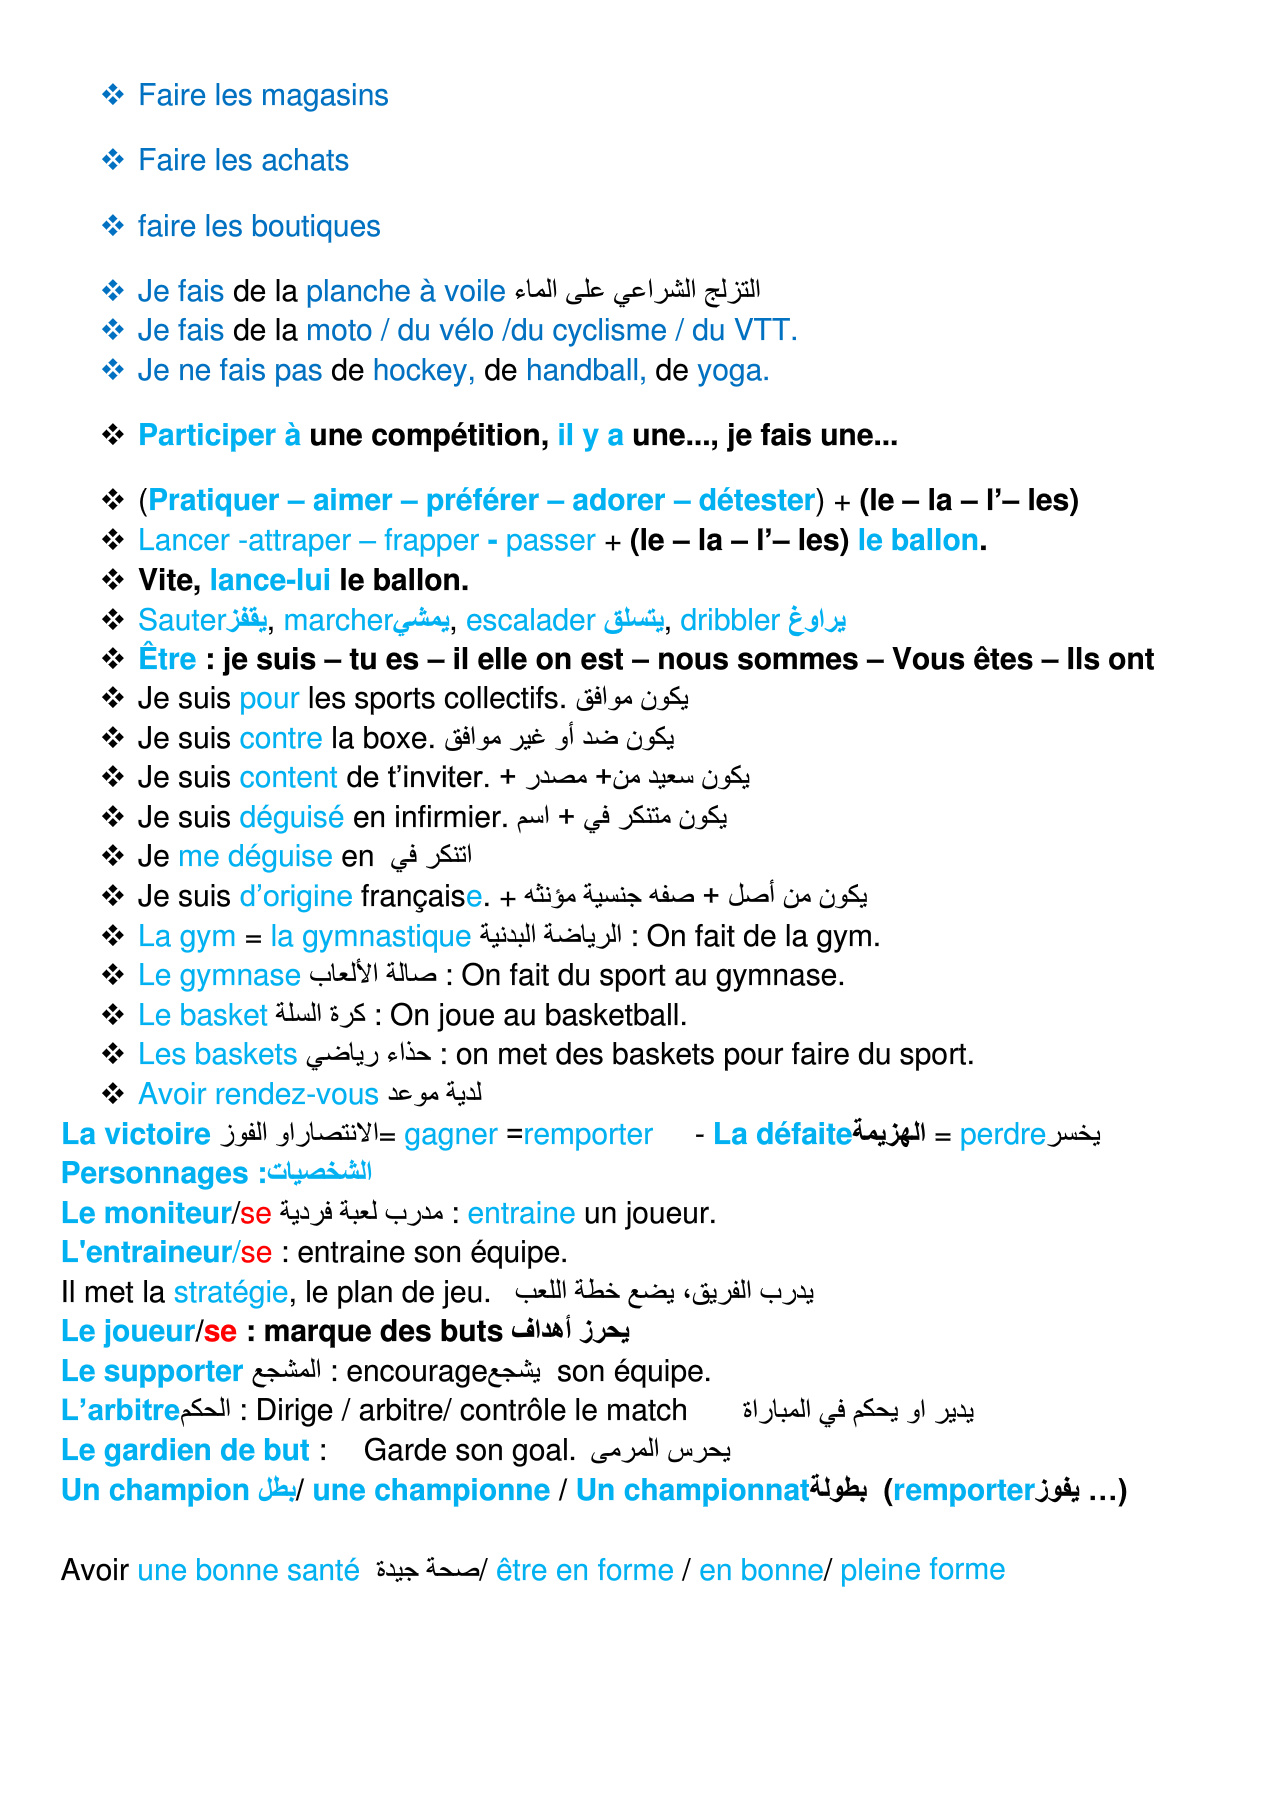 ❖ Faire les magasins
❖ Faire les achats
❖ faire les boutiques
❖ Je fais de la planche à voile التزلج الشراعي على الماء
❖ Je fais de la moto / du vélo /du cyclisme / du VTT.
❖ Je ne fais pas de hockey, de handball, de yoga.
❖ Participer à une compétition, il y a une..., je fais une...
❖ (Pratiquer – aimer – préférer – adorer – détester) + (le – la – l’– les)
❖ Lancer -attraper – frapper - passer + (le – la – l’– les) le ballon.
❖ Vite, lance-lui le ballon.
❖ Sauterيقفز, marcherيمشي, escalader يتسلق, dribbler يراوغ
❖ Être : je suis – tu es – il elle on est – nous sommes – Vous êtes – Ils ont
❖ Je suis pour les sports collectifs. يكون موافق
❖ Je suis contre la boxe. يكون ضد أو غير موافق
❖ Je suis content de t’inviter. يكون سعيد من+ مصدر +
❖ Je suis déguisé en infirmier. يكون متنكر في + اسم
❖ Je me déguise en اتنكر في
❖ Je suis d’origine française. يكون من أصل + صفه جنسية مؤنثه +
❖ La gym = la gymnastique الرياضة البدنية : On fait de la gym.
❖ Le gymnase صالة الألعاب : On fait du sport au gymnase.
❖ Le basket كرة السلة : On joue au basketball.
❖ Les baskets حذاء رياضي : on met des baskets pour faire du sport.
❖ Avoir rendez-vous لدية موعد
La victoire الانتصاراو الفوز= gagner =remporter - La défaiteالهزيمة = perdreيخسر
Personnages :الشخصيات
Le moniteur/se مدرب لعبة فردية : entraine un joueur.
L'entraineur/se : entraine son équipe.
Il met la stratégie, le plan de jeu. يدرب الفريق، يضع خطة اللعب
Le joueur/se : marque des buts يحرز أهداف
Le supporter المشجع : encourageيشجع son équipe.
L’arbitreالحكم : Dirige / arbitre/ contrôle le match يدير او يحكم في المباراة
Le gardien de but : Garde son goal. يحرس المرمى
Un champion بطل/ une championne / Un championnatبطولة (remporterيفوز …)
Avoir une bonne santé صحة جيدة/ être en forme / en bonne/ pleine forme